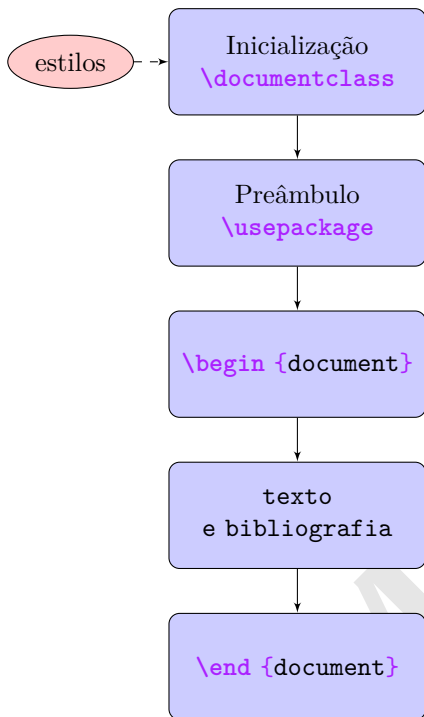 estilos
Inicialização
\documentclass
Preâmbulo
\usepackage
\begin {document}
texto
e bibliografia
\end {document}